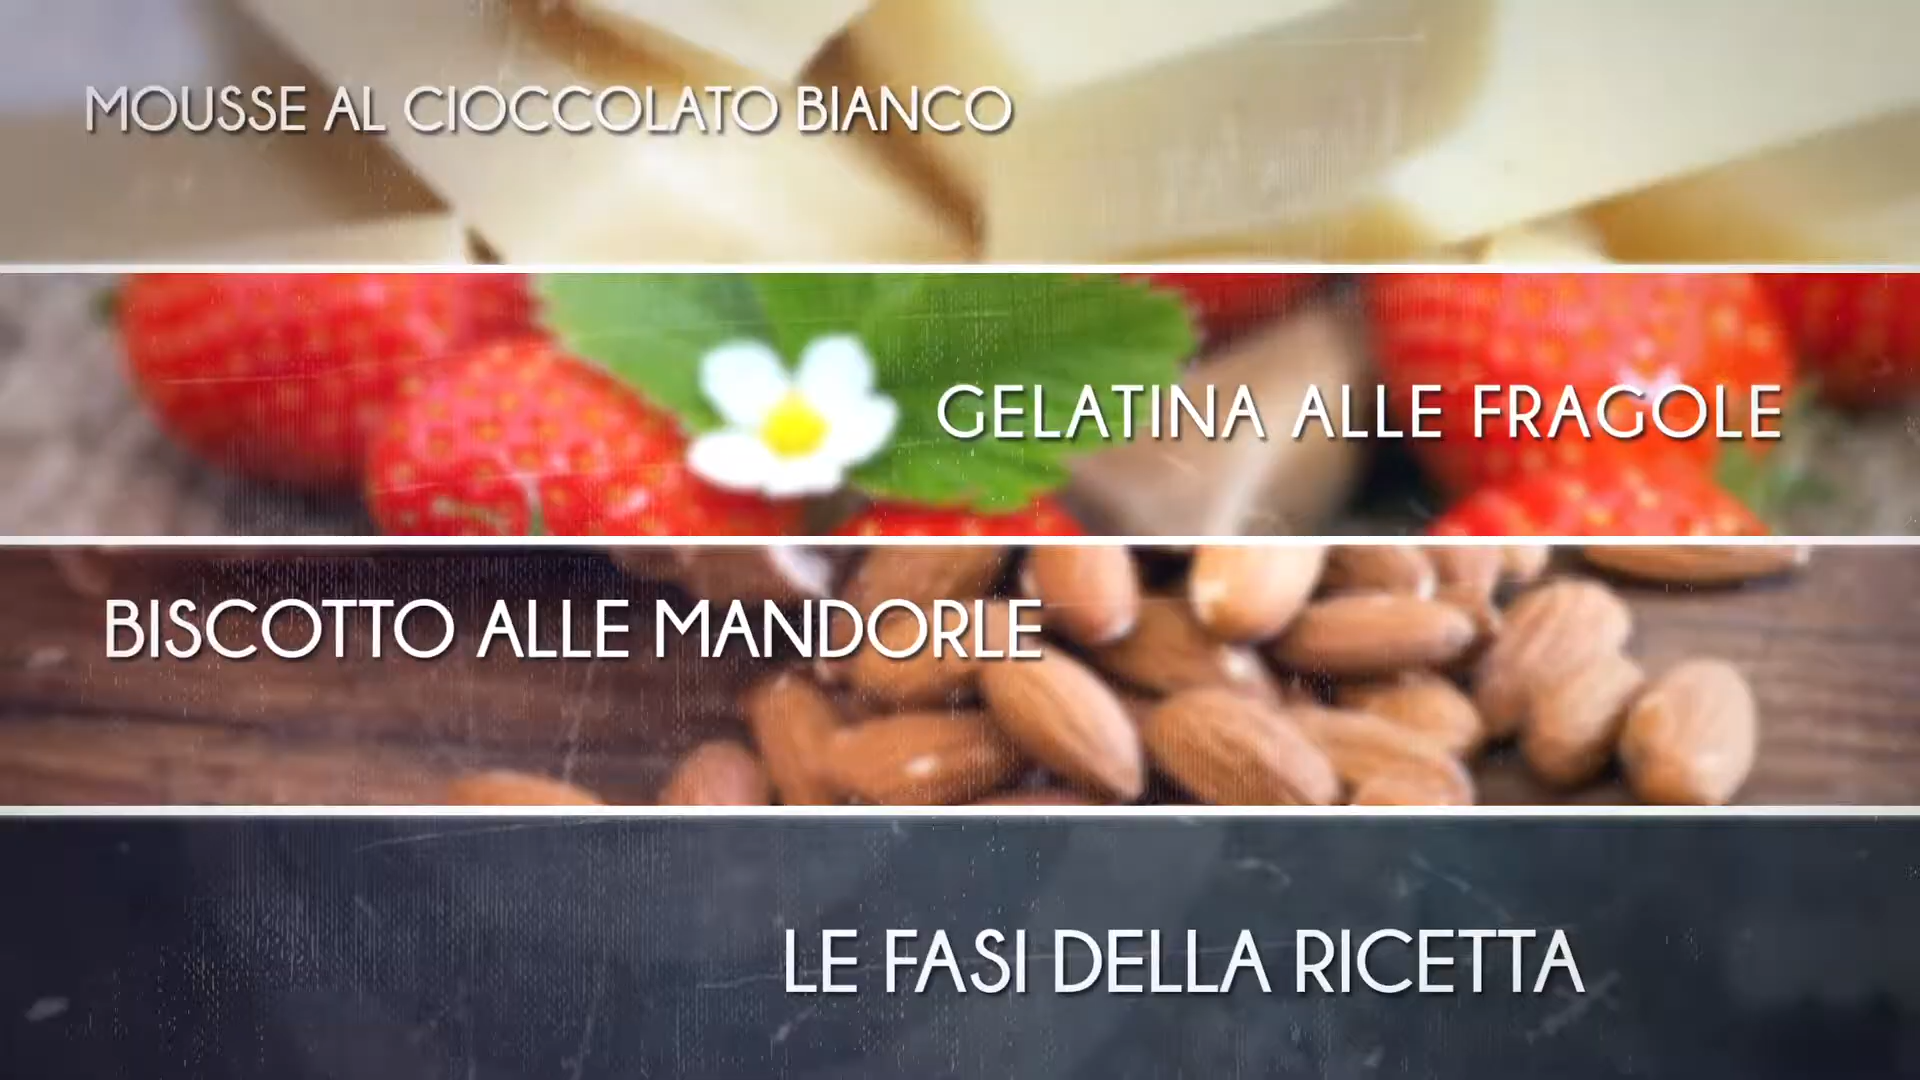 MOUSSE AL CIOCCOLATO BIANCO
GELATINA ALLE FRAGOLE
BISCOTTO ALLE MANDORLE
LE FASI DELLA RICETTA